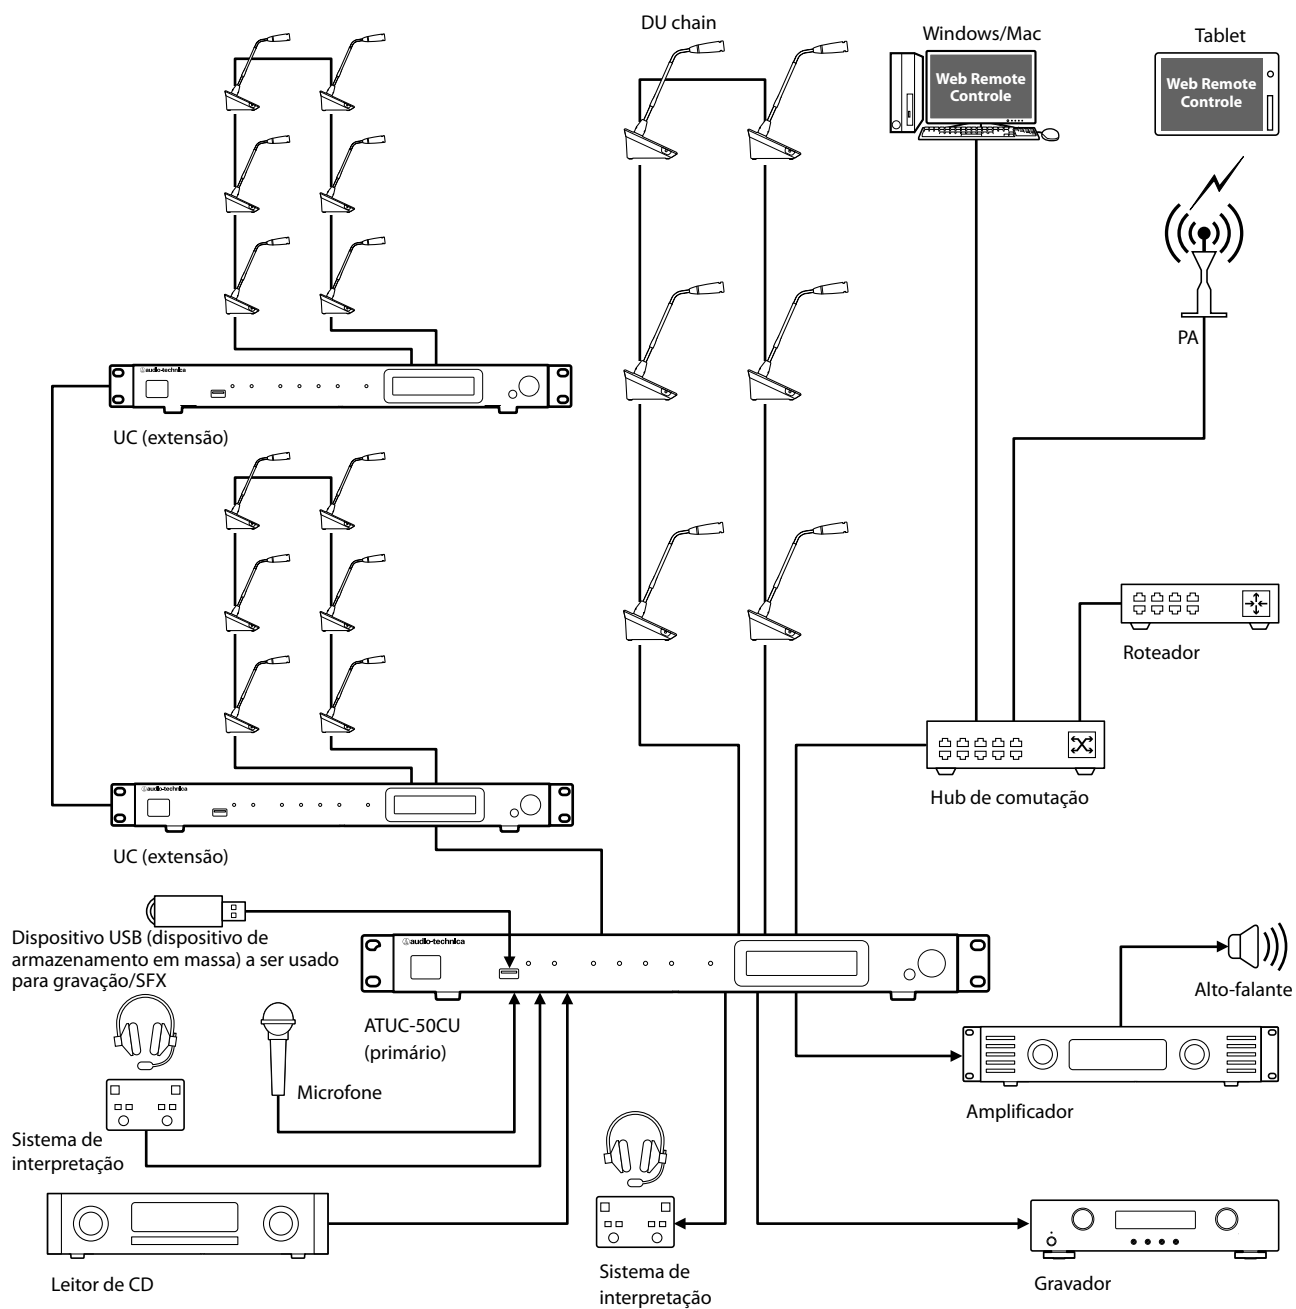 DU chain
Windows/Mac
Tablet
Web Remote
Controle
Web Remote
Controle
PA
audio-technica
UC (extensão)
Roteador
audio-technica
Hub de comutação
UC (extensão)
Dispositivo USB (dispositivo de
armazenamento em massa) a ser usado
para gravação/SFX
audio-technica
Alto-falante
ATUC-50CU
(primário)
Microfone
Amplificador
Sistema de
interpretação
Leitor de CD
Sistema de
interpretação
Gravador